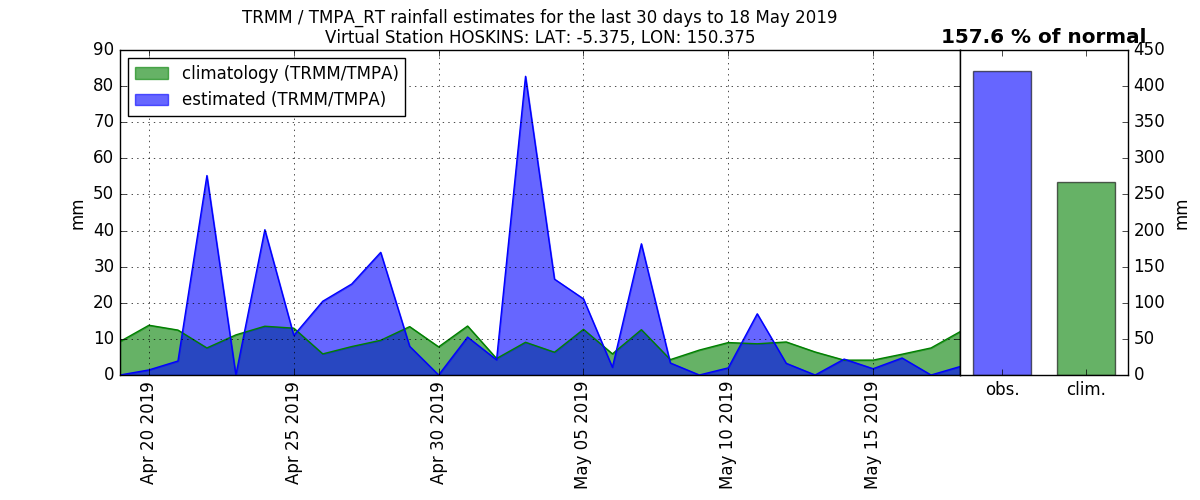 TRMM / TMPA_RT rainfall estimates for the last 30 days to 18 May 2019
Virtual Station HOSKINS: LAT: -5.375, LON: 150.375
157.6 % of normal
climatology (TRMM/TMPA)
estimated (TRMM/TMPA)
90
80
70
60
50
40
30
20
10
0
mm
Apr 20 2019
Apr 25 2019
Apr 30 2019
May 05 2019
May 10 2019
May 15 2019
450
400
350
300
250
200
150
100
50
0
mm
obs.
clim.